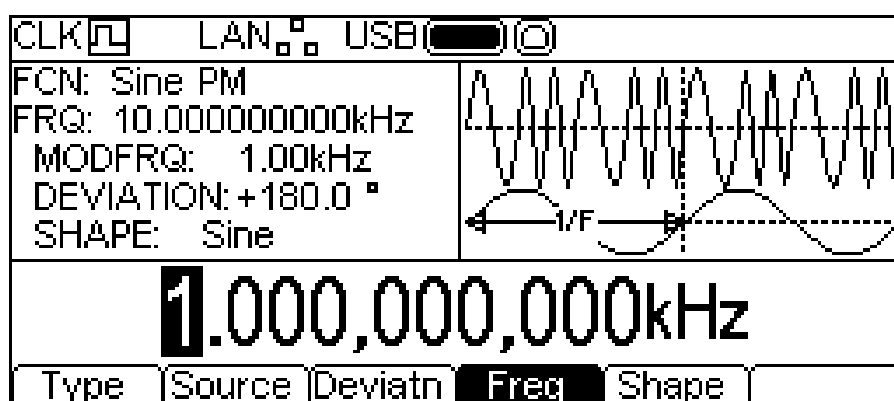 CLK LAN USB
FCN: Sine PM
FRQ: 10.000000000kHz
MODFRQ: 1.00kHz
DEVIATION:+180.0 °
SHAPE: Sine
1/F
1.000,000,000kHz
Type Source Deviatn Freq Shape